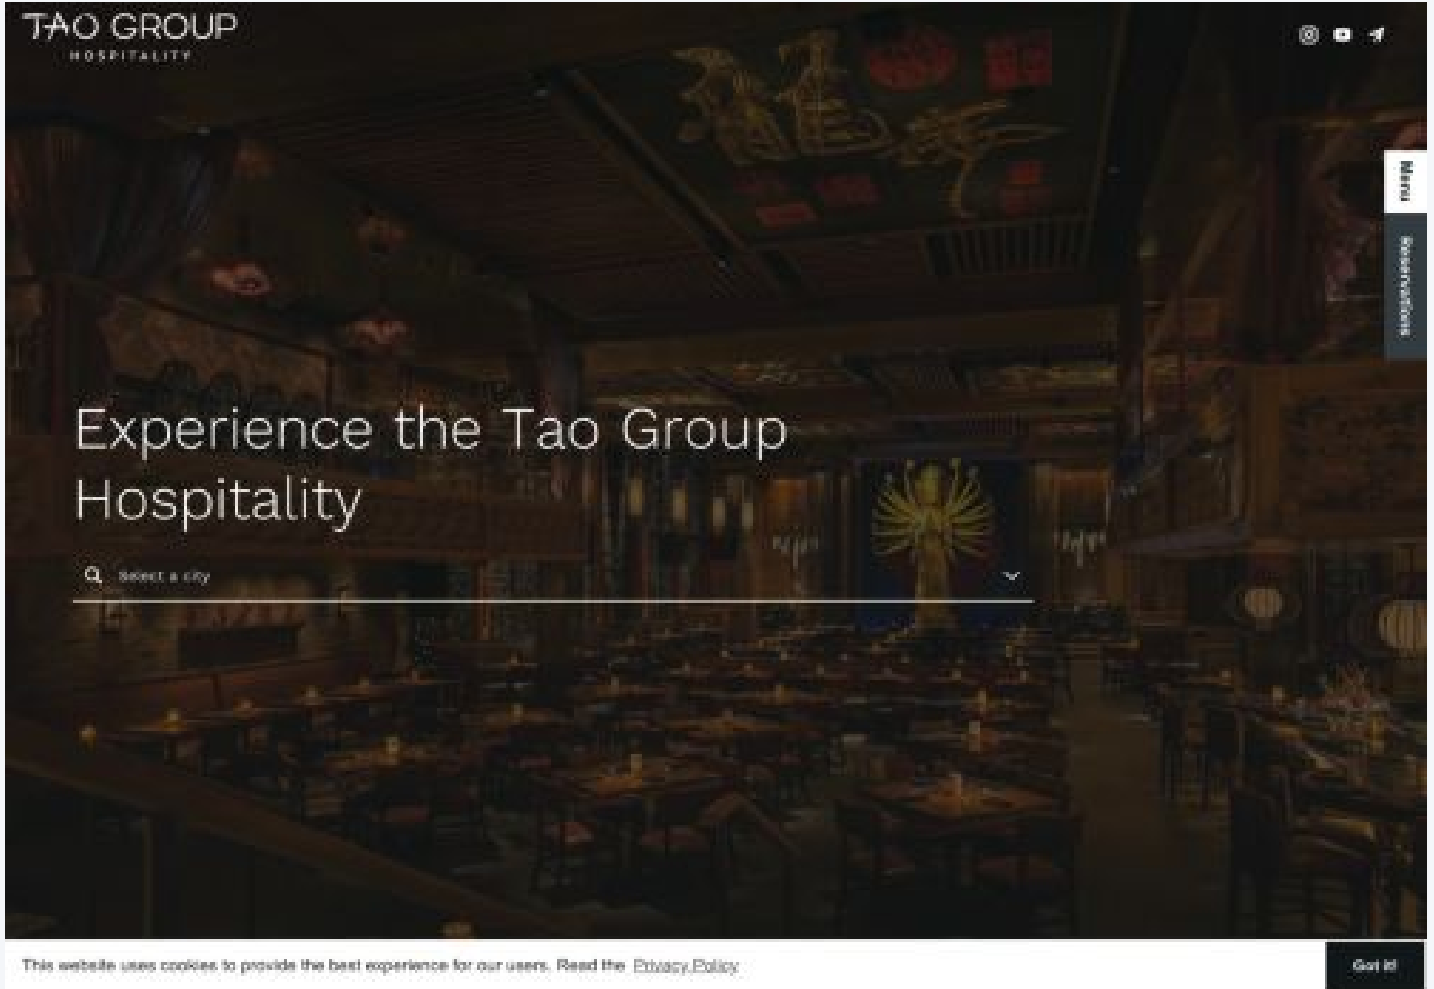 TAO GROUP
HOSPITALITY
Menu
Reservations
Experience the Tao Group
Hospitality
Select a city
This website uses cookies to provide the best experience for our users. Read the Privacy Policy
Got it!